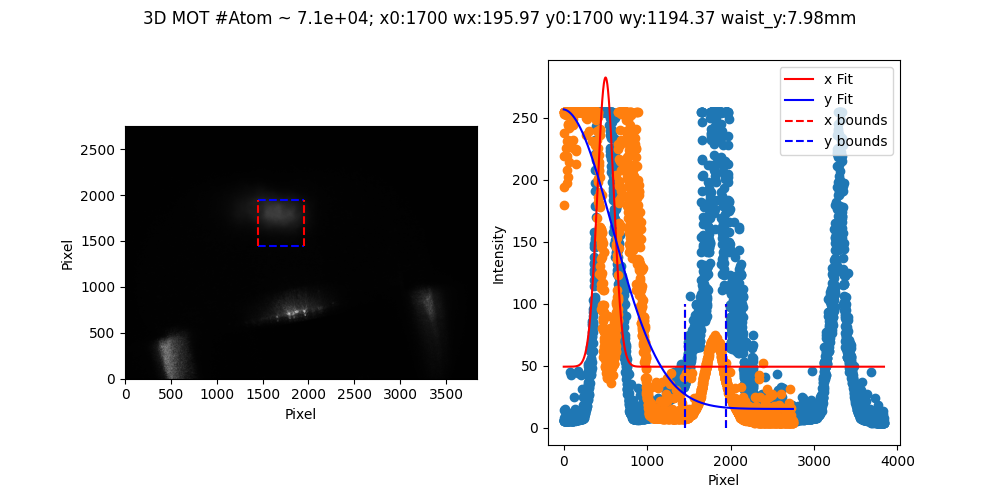 3D MOT #Atom ~ 7.1e+04; x0:1700 wx:195.97 y0:1700 wy:1194.37 waist_y:7.98mm
2500
2000
1500
1000
500
0
Pixel
0 500 1000 1500 2000 2500 3000 3500
Pixel
250
200
150
100
50
0
Intensity
0 1000 2000 3000 4000
Pixel
x Fit
y Fit
x bounds
y bounds